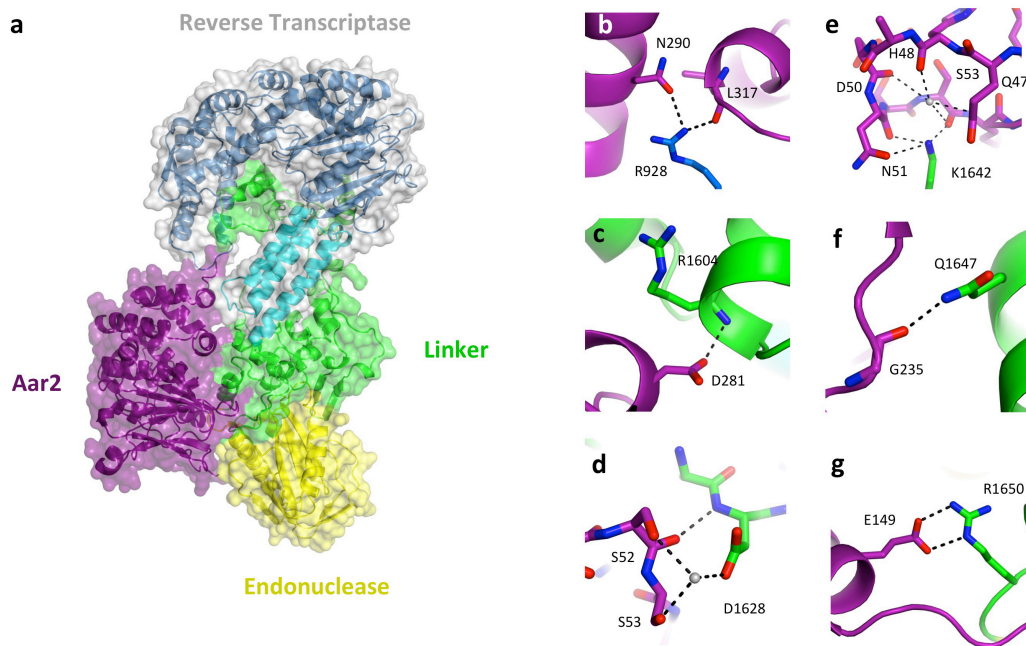 a
Reverse Transcriptase
Aar2
Linker
Endonuclease
b
N290
L317
R928
c
R1604
D281
d
S52
S53
D1628
e
H48
S53
D50
Q47
N51
K1642
f
Q1647
G235
g
R1650
E149